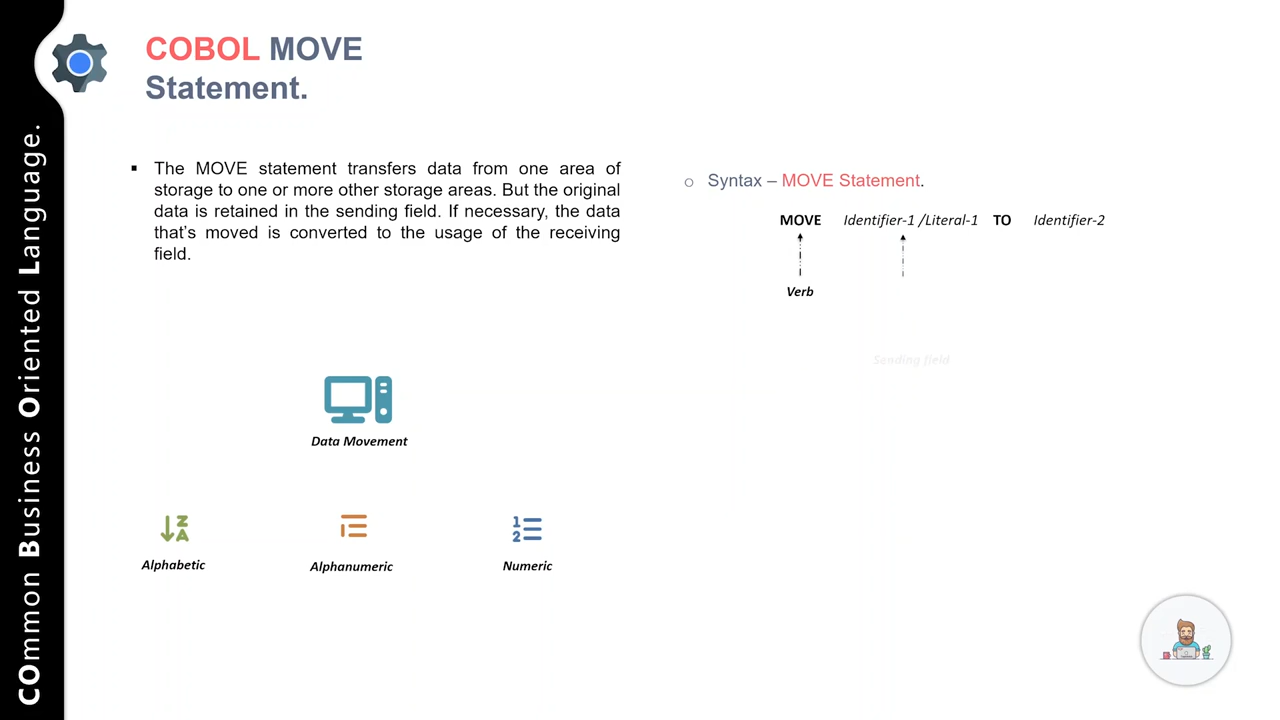 COmmon Business Oriented Language.
COBOL MOVE
Statement.
▪ The MOVE statement transfers data from one area of
storage to one or more other storage areas. But the original
data is retained in the sending field. If necessary, the data
that's moved is converted to the usage of the receiving
field.
Data Movement
Alphabetic
Alphanumeric
Numeric
o Syntax – MOVE Statement.
MOVE Identifier-1 /Literal-1 TO Identifier-2
Verb
Sending field